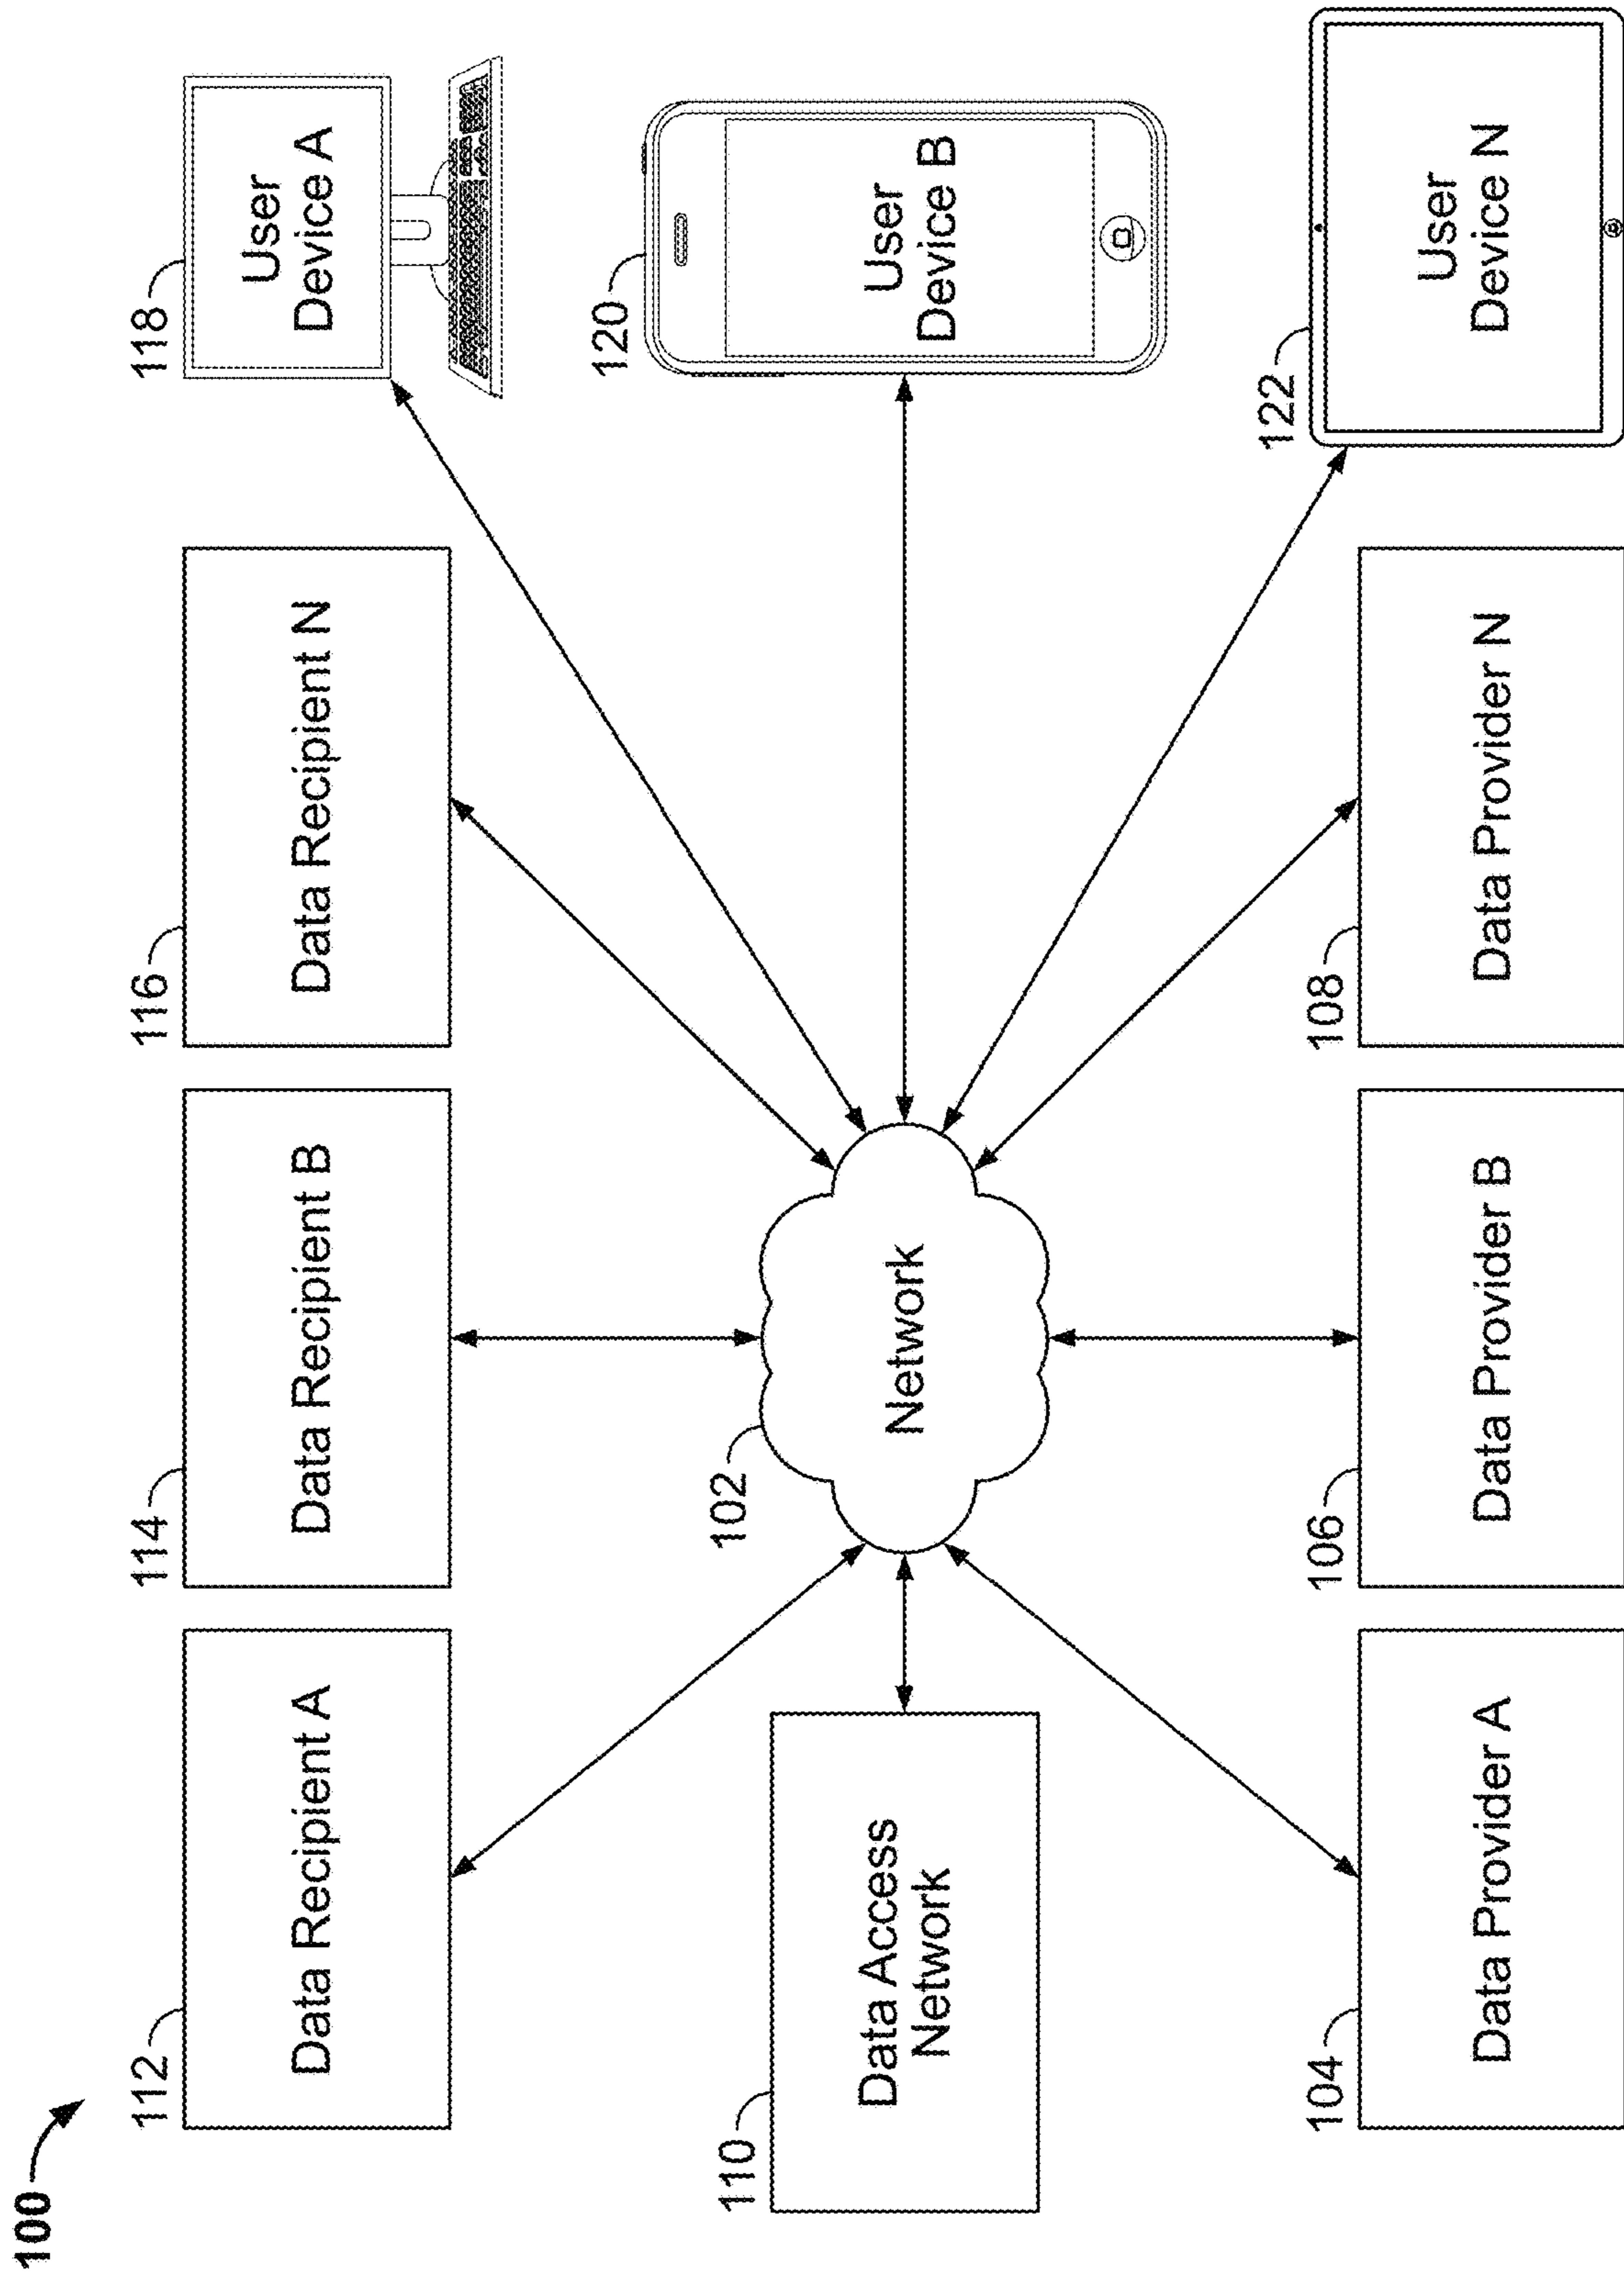 100
112
Data Recipient A
114
Data Recipient B
116
Data Recipient N
118
User
Device A
110
Data Access
Network
102
Network
120
User
Device B
104
Data Provider A
106
Data Provider B
108
Data Provider N
122
User
Device N